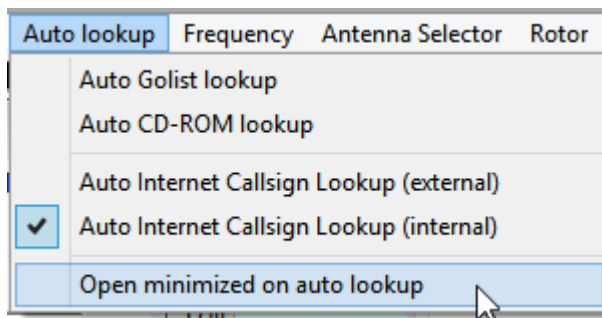 Auto lookup Frequency Antenna Selector Rotor
Auto Golist lookup
Auto CD-ROM lookup
Auto Internet Callsign Lookup (external)
Auto Internet Callsign Lookup (internal)
Open minimized on auto lookup